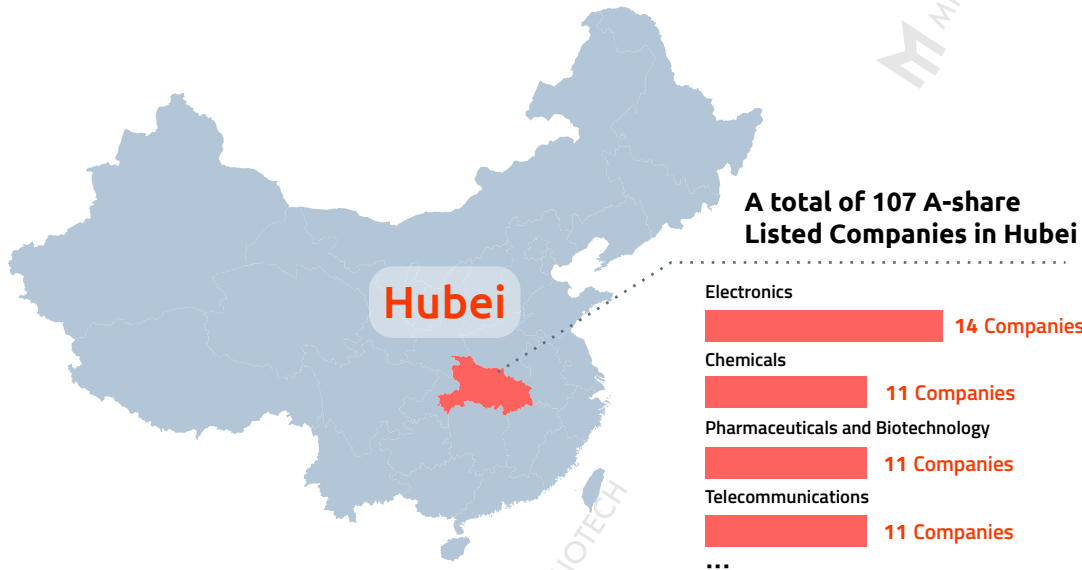 A total of 107 A-share
Listed Companies in Hubei
Hubei
Electronics
14 Companies
Chemicals
11 Companies
Pharmaceuticals and Biotechnology
11 Companies
Telecommunications
11 Companies
...